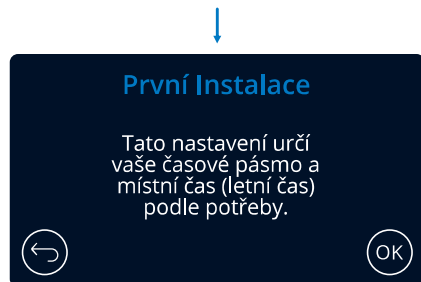 První Instalace
Tato nastavení určí
vaše časové pásmo a
místní čas (letní čas)
podle potřeby.
OK